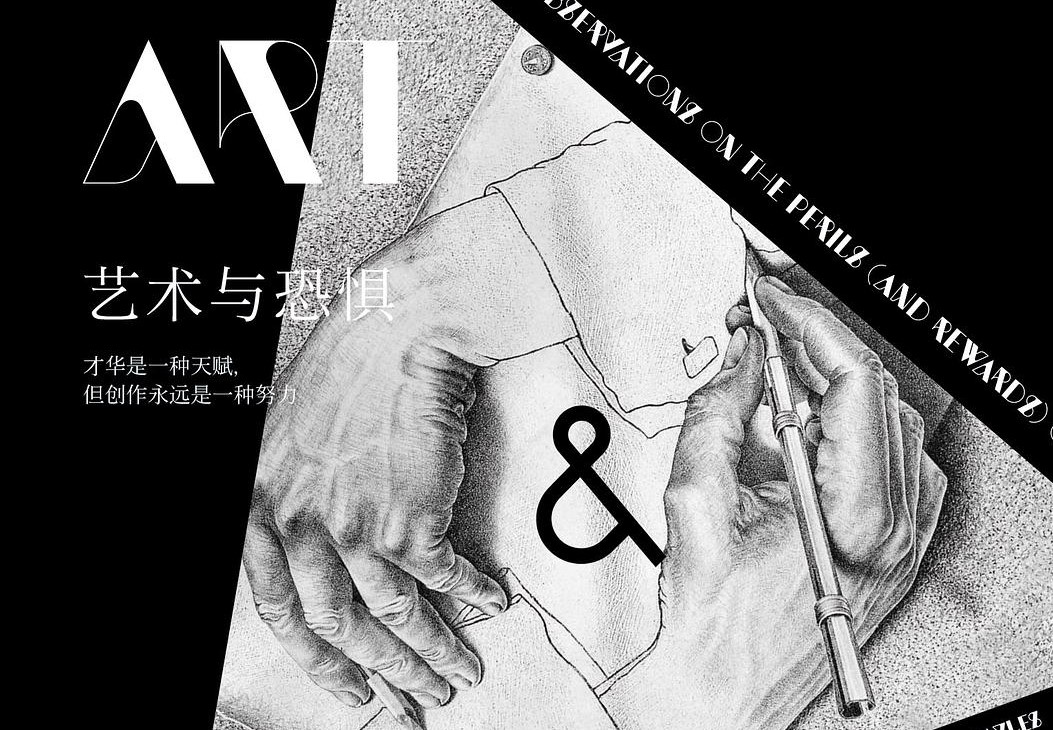 ART
OBSERVATIONS ON THE PERILS (AND REWARDS)
艺术与恐惧
才华是一种天赋,
但创作永远是一种努力
&